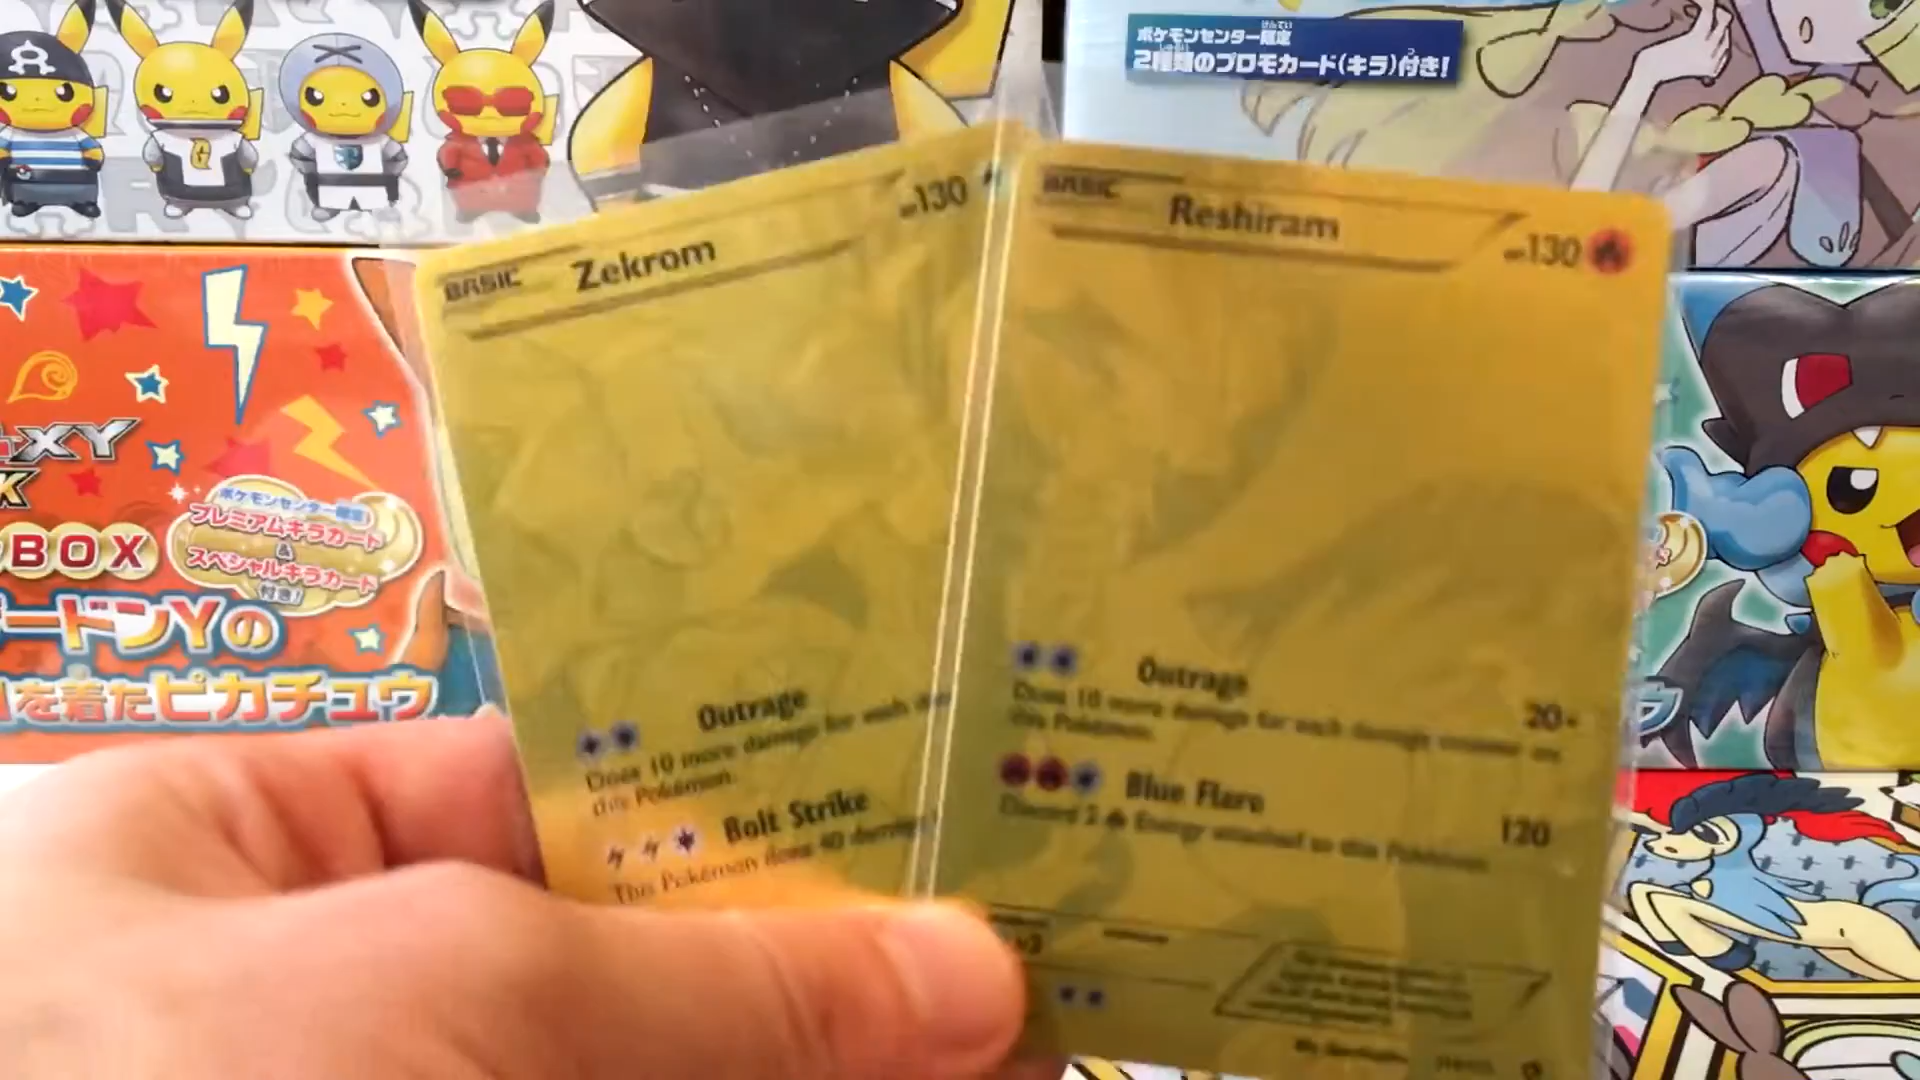 ポケモンセンター限定
2種類のプロモカード(キラ)付き!
BASIC Zekrom 130
Outrage
Does 10 more damage for each
this Pokémon.
Bolt Strike
This Pokémon does 40 damage
BASIC Reshiram 130
Outrage 20+
Does 10 more damage for each damage counter on
this Pokémon.
Blue Flare 120
Discard 2 Energy attached to this Pokémon.
x2
XY
BOX
ポケモンセンター限定
プレミアムキラカード
&
スペシャルキラカード
付き!
ードンYの
を着たピカチュウ
G